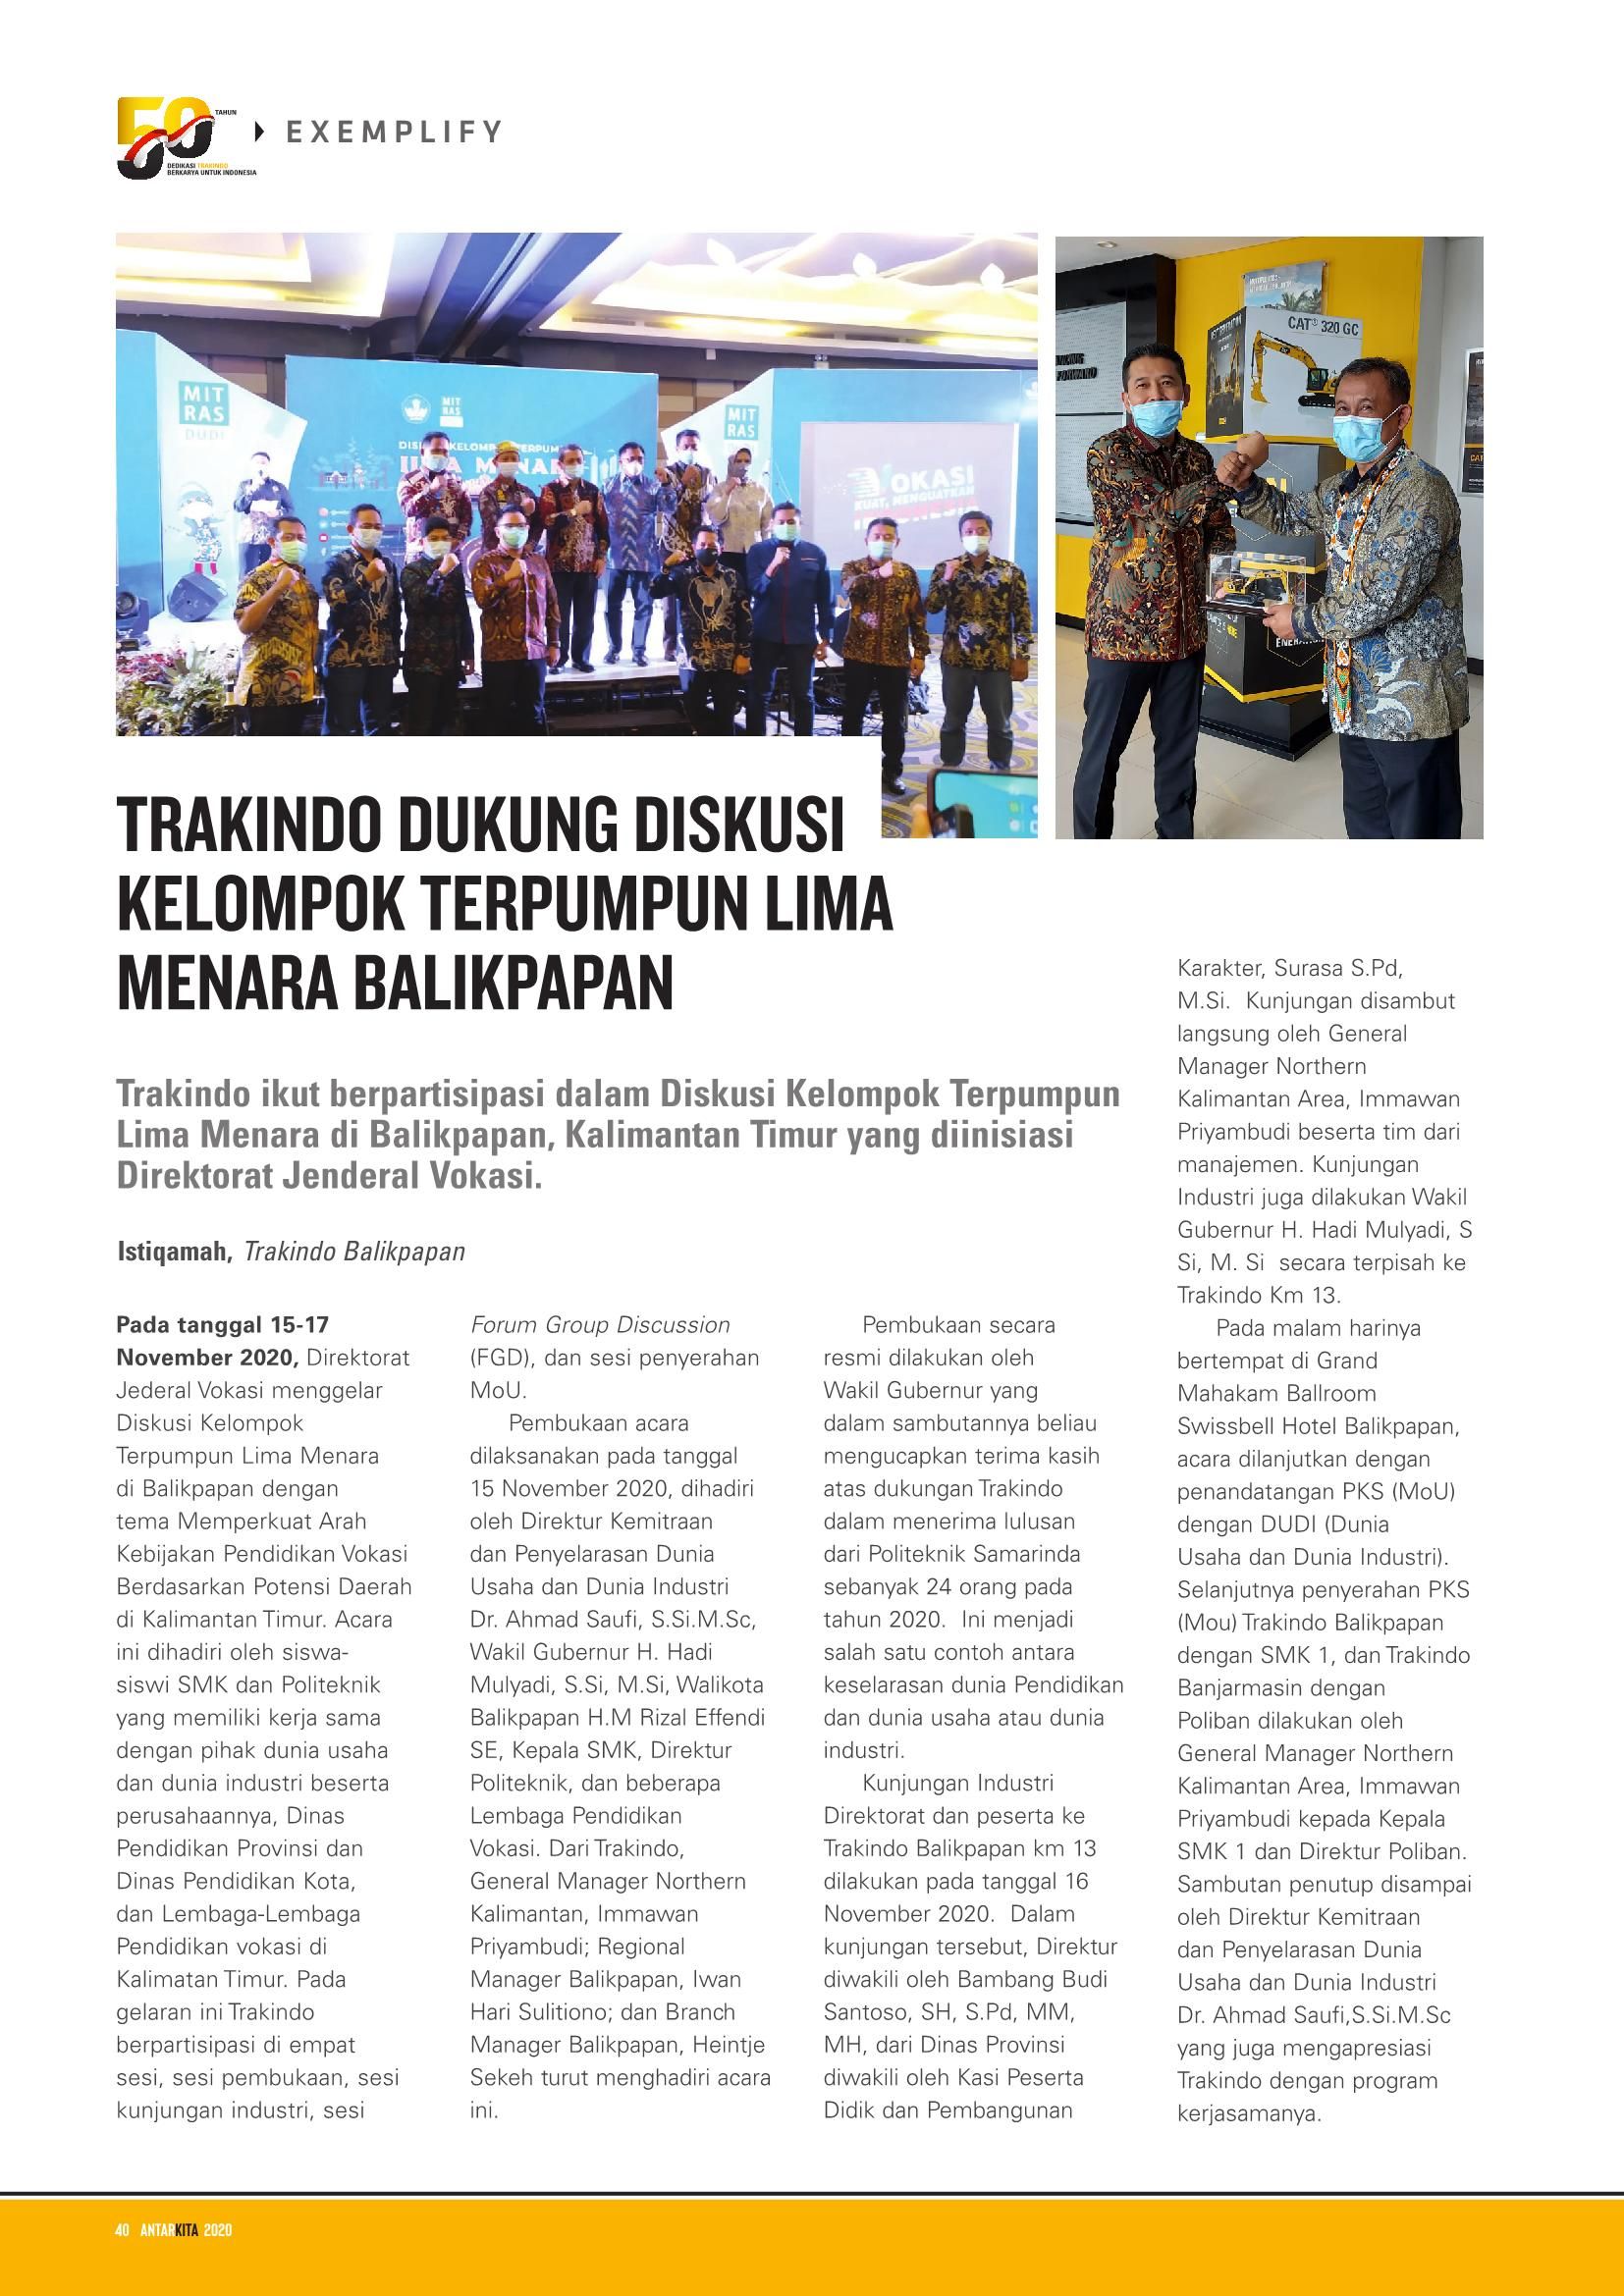 50 TAHUN
DEDIKASI TRAKINDO
BERKARYA UNTUK INDONESIA
EXEMPLIFY
MIT
RAS
DUDI
MIT
RAS
MIT
RAS
VOKASI
KUAT, MENGUATKAN
INDONESIA
CAT® 320 GC
TRAKINDO DUKUNG DISKUSI
KELOMPOK TERPUMPUN LIMA
MENARA BALIKPAPAN
Trakindo ikut berpartisipasi dalam Diskusi Kelompok Terpumpun
Lima Menara di Balikpapan, Kalimantan Timur yang diinisiasi
Direktorat Jenderal Vokasi.
Istiqamah, Trakindo Balikpapan
Pada tanggal 15-17
November 2020, Direktorat
Jederal Vokasi menggelar
Diskusi Kelompok
Terpumpun Lima Menara
di Balikpapan dengan
tema Memperkuat Arah
Kebijakan Pendidikan Vokasi
Berdasarkan Potensi Daerah
di Kalimantan Timur. Acara
ini dihadiri oleh siswa-
siswi SMK dan Politeknik
yang memiliki kerja sama
dengan pihak dunia usaha
dan dunia industri beserta
perusahaannya, Dinas
Pendidikan Provinsi dan
Dinas Pendidikan Kota,
dan Lembaga-Lembaga
Pendidikan vokasi di
Kalimatan Timur. Pada
gelaran ini Trakindo
berpartisipasi di empat
sesi, sesi pembukaan, sesi
kunjungan industri, sesi
Forum Group Discussion
(FGD), dan sesi penyerahan
MoU.
Pembukaan acara
dilaksanakan pada tanggal
15 November 2020, dihadiri
oleh Direktur Kemitraan
dan Penyelarasan Dunia
Usaha dan Dunia Industri
Dr. Ahmad Saufi, S.Si.M.Sc,
Wakil Gubernur H. Hadi
Mulyadi, S.Si, M.Si, Walikota
Balikpapan H.M Rizal Effendi
SE, Kepala SMK, Direktur
Politeknik, dan beberapa
Lembaga Pendidikan
Vokasi. Dari Trakindo,
General Manager Northern
Kalimantan, Immawan
Priyambudi; Regional
Manager Balikpapan, Iwan
Hari Sulitiono; dan Branch
Manager Balikpapan, Heintje
Sekeh turut menghadiri acara
ini.
Pembukaan secara
resmi dilakukan oleh
Wakil Gubernur yang
dalam sambutannya beliau
mengucapkan terima kasih
atas dukungan Trakindo
dalam menerima lulusan
dari Politeknik Samarinda
sebanyak 24 orang pada
tahun 2020.  Ini menjadi
salah satu contoh antara
keselarasan dunia Pendidikan
dan dunia usaha atau dunia
industri.
Kunjungan Industri
Direktorat dan peserta ke
Trakindo Balikpapan km 13
dilakukan pada tanggal 16
November 2020.  Dalam
kunjungan tersebut, Direktur
diwakili oleh Bambang Budi
Santoso, SH, S.Pd, MM,
MH, dari Dinas Provinsi
diwakili oleh Kasi Peserta
Didik dan Pembangunan
Karakter, Surasa S.Pd,
M.Si.  Kunjungan disambut
langsung oleh General
Manager Northern
Kalimantan Area, Immawan
Priyambudi beserta tim dari
manajemen. Kunjungan
Industri juga dilakukan Wakil
Gubernur H. Hadi Mulyadi, S
Si, M. Si  secara terpisah ke
Trakindo Km 13.
Pada malam harinya
bertempat di Grand
Mahakam Ballroom
Swissbell Hotel Balikpapan,
acara dilanjutkan dengan
penandatangan PKS (MoU)
dengan DUDI (Dunia
Usaha dan Dunia Industri).
Selanjutnya penyerahan PKS
(Mou) Trakindo Balikpapan
dengan SMK 1, dan Trakindo
Banjarmasin dengan
Poliban dilakukan oleh
General Manager Northern
Kalimantan Area, Immawan
Priyambudi kepada Kepala
SMK 1 dan Direktur Poliban.
Sambutan penutup disampai
oleh Direktur Kemitraan
dan Penyelarasan Dunia
Usaha dan Dunia Industri
Dr. Ahmad Saufi,S.Si.M.Sc
yang juga mengapresiasi
Trakindo dengan program
kerjasamanya.
40 ANTARKITA 2020